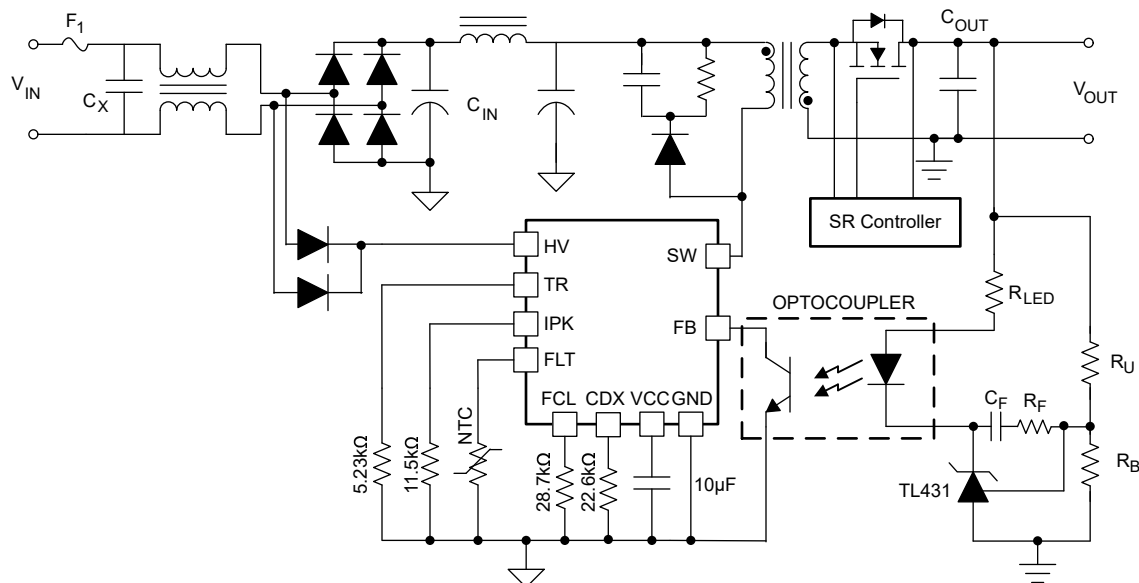 F1
COUT
VIN
CX
CIN
VOUT
SR Controller
HV
SW
TR
OPTOCOUPLER
RLED
IPK
FB
FLT
RU
FCL
CDX
VCC
GND
CF
RF
NTC
5.23kΩ
11.5kΩ
28.7kΩ
22.6kΩ
10µF
RB
TL431